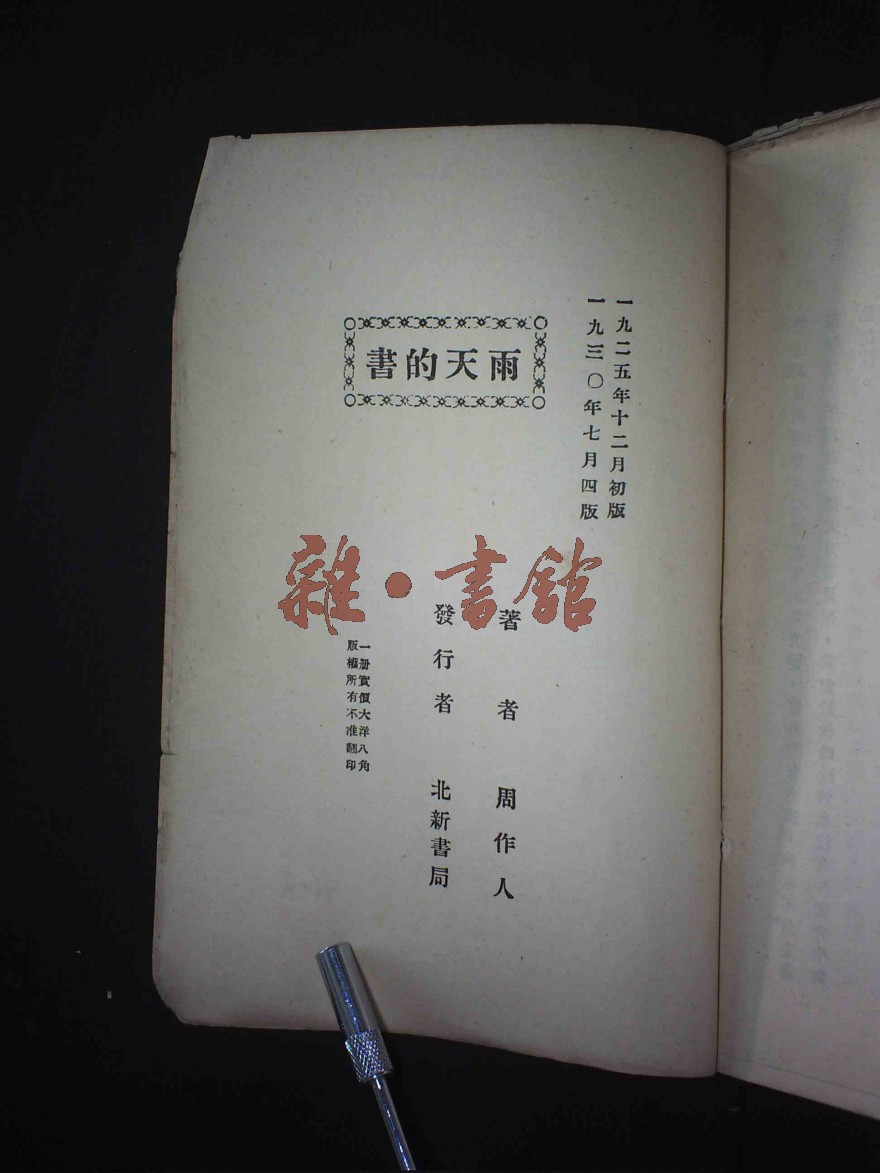 一九二五年十二月初版
一九三〇年七月四版
書的天雨
著者 周作人
發行者 北新書局
一册實價大洋八角
版權所有不准翻印
雜·書館